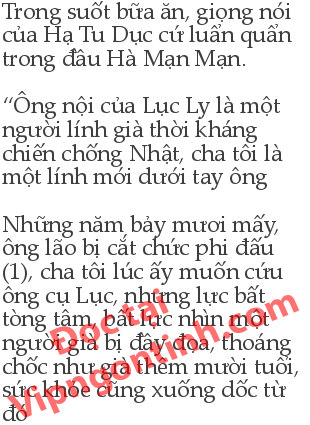 Trong suốt bữa ăn, giọng nói
của Hạ Tu Dục cứ luẩn quẩn
trong đầu Hà Mạn Mạn.
“Ông nội của Lục Ly là một
người lính già thời kháng
chiến chống Nhật, cha tôi là
một lính mới dưới tay ông
Những năm bảy mươi mấy,
ông lão bị cắt chức phi đấu
(1), cha tôi lúc ấy muốn cứu
ông cụ Lục, nhưng lực bất
tòng tâm, bất lực nhìn một
người già bị đày đọa, thoáng
chốc như già thêm mười tuổi,
sức khỏe cũng xuống dốc từ
đó
Đọc tại
Vipngontinh.com